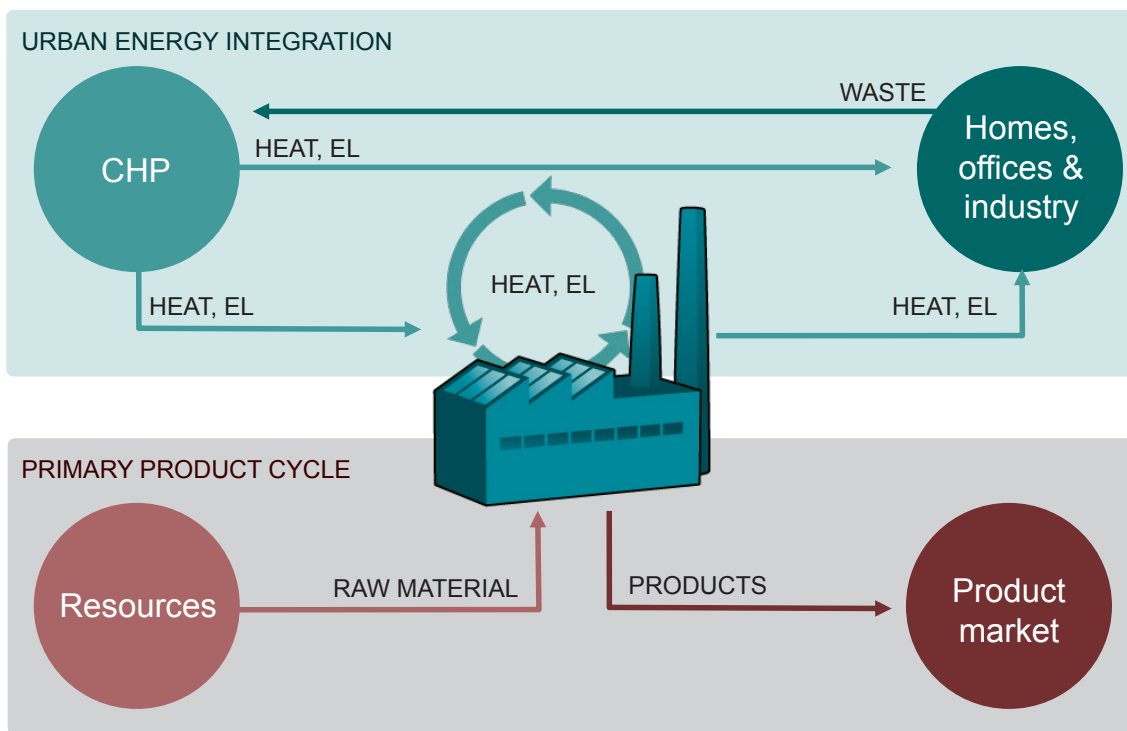 URBAN ENERGY INTEGRATION
WASTE
CHP
HEAT, EL
Homes,
offices &
industry
HEAT, EL
HEAT, EL
HEAT, EL
PRIMARY PRODUCT CYCLE
Resources
RAW MATERIAL
PRODUCTS
Product
market